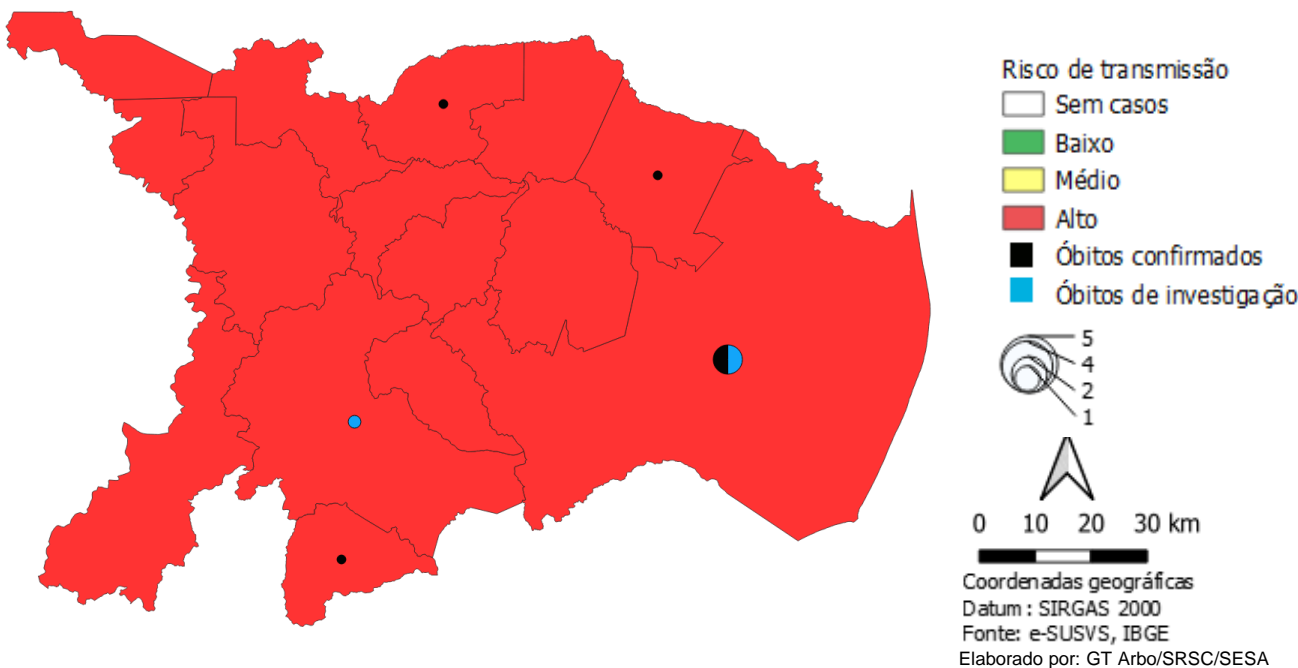 Risco de transmissão
Sem casos
Baixo
Médio
Alto
Óbitos confirmados
Óbitos de investigação
5
4
2
1
0 10 20 30 km
Coordenadas geográficas
Datum : SIRGAS 2000
Fonte: e-SUSVS, IBGE
Elaborado por: GT Arbo/SRSC/SESA